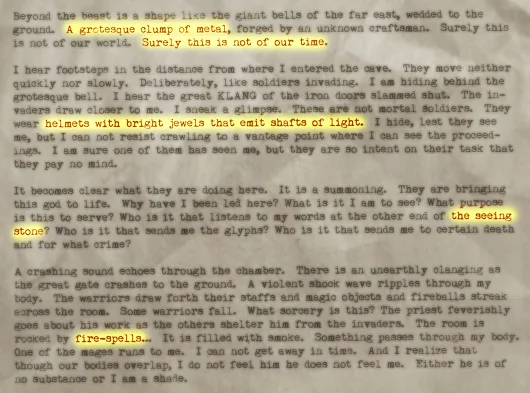 Beyond the beast is a shape like the giant bells of the far east, wedded to the
ground. A grotesque clump of metal, forged by an unknown craftsman. Surely this
is not of our world. Surely this is not of our time.
I hear footsteps in the distance from where I entered the cave. They move neither
quickly nor slowly. Deliberately, like soldiers invading. I am hiding behind the
grotesque bell. I hear the great KLANG of the iron doors slammed shut. The in-
vaders draw closer to me. I sneak a glimpse. These are not mortal soldiers. They
wear helmets with bright jewels that emit shafts of light. I hide, lest they see
me, but I can not resist crawling to a vantage point where I can see the proceed-
ings. I am sure one of them has seen me, but they are so intent on their task that
they pay no mind.
It becomes clear what they are doing here. It is a summoning. They are bringing
this god to life. Why have I been led here? What is it I am to see? What purpose
is this to serve? Who is it that listens to my words at the other end of the seeing
stone? Who is it that sends me the glyphs? Who is it that sends me to certain death
and for what crime?
A crashing sound echoes through the chamber. There is an unearthly clanging as
the great gate crashes to the ground. A violent shock wave ripples through my
body. The warriors draw forth their staffs and magic objects and fireballs streak
across the room. Some warriors fall. What sorcery is this? The priest feverishly
goes about his work as the others shelter him from the invaders. The room is
rocked by fire-spells.. It is filled with smoke. Something passes through my body.
One of the mages runs to me. I can not get away in time. And I realize that
though our bodies overlap, I do not feel him he does not feel me. Either he is of
no substance or I am a shade.